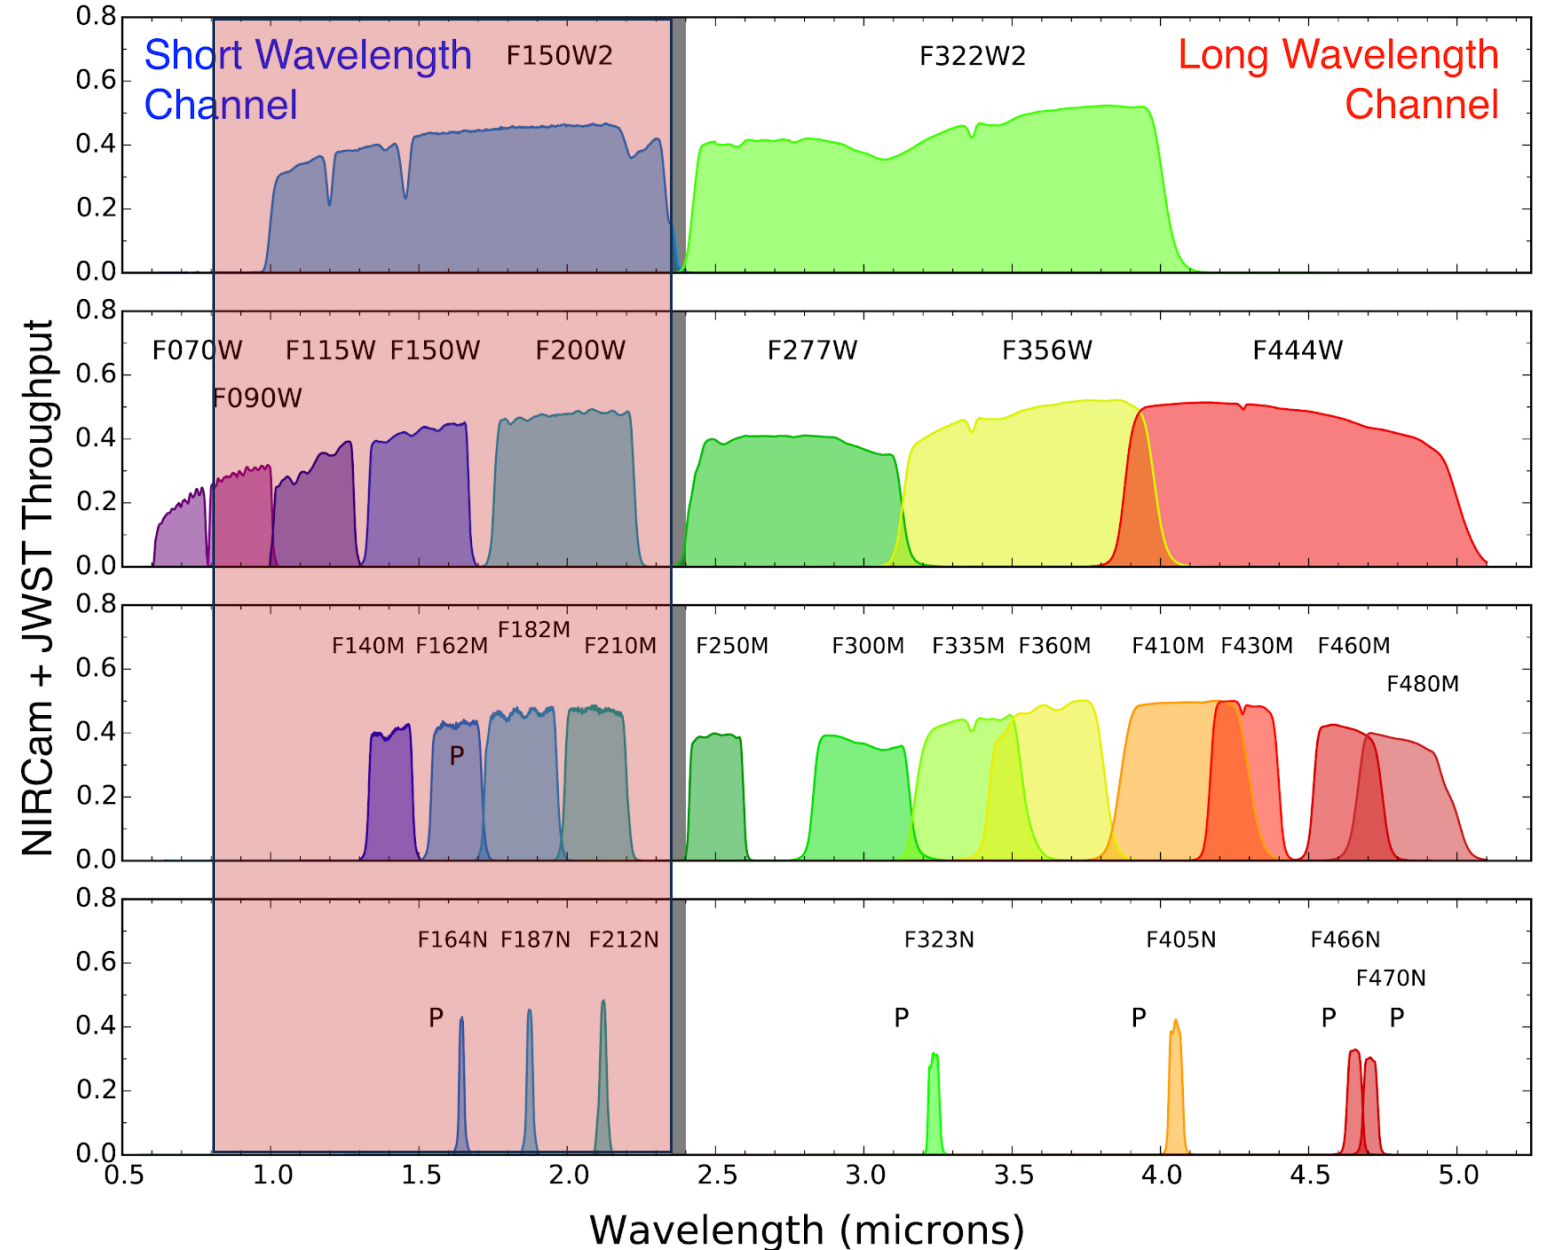 Short Wavelength
Channel
F150W2
F322W2
Long Wavelength
Channel
0.8
0.6
0.4
0.2
0.0
F070W
F115W
F150W
F200W
F277W
F356W
F444W
F090W
0.8
0.6
0.4
0.2
0.0
F140M
F162M
F182M
F210M
F250M
F300M
F335M
F360M
F410M
F430M
F460M
F480M
P
0.8
0.6
0.4
0.2
0.0
F164N
F187N
F212N
F323N
F405N
F466N
F470N
P
P
P
P
P
0.8
0.6
0.4
0.2
0.0
0.5
1.0
1.5
2.0
2.5
3.0
3.5
4.0
4.5
5.0
Wavelength (microns)
NIRCam + JWST Throughput